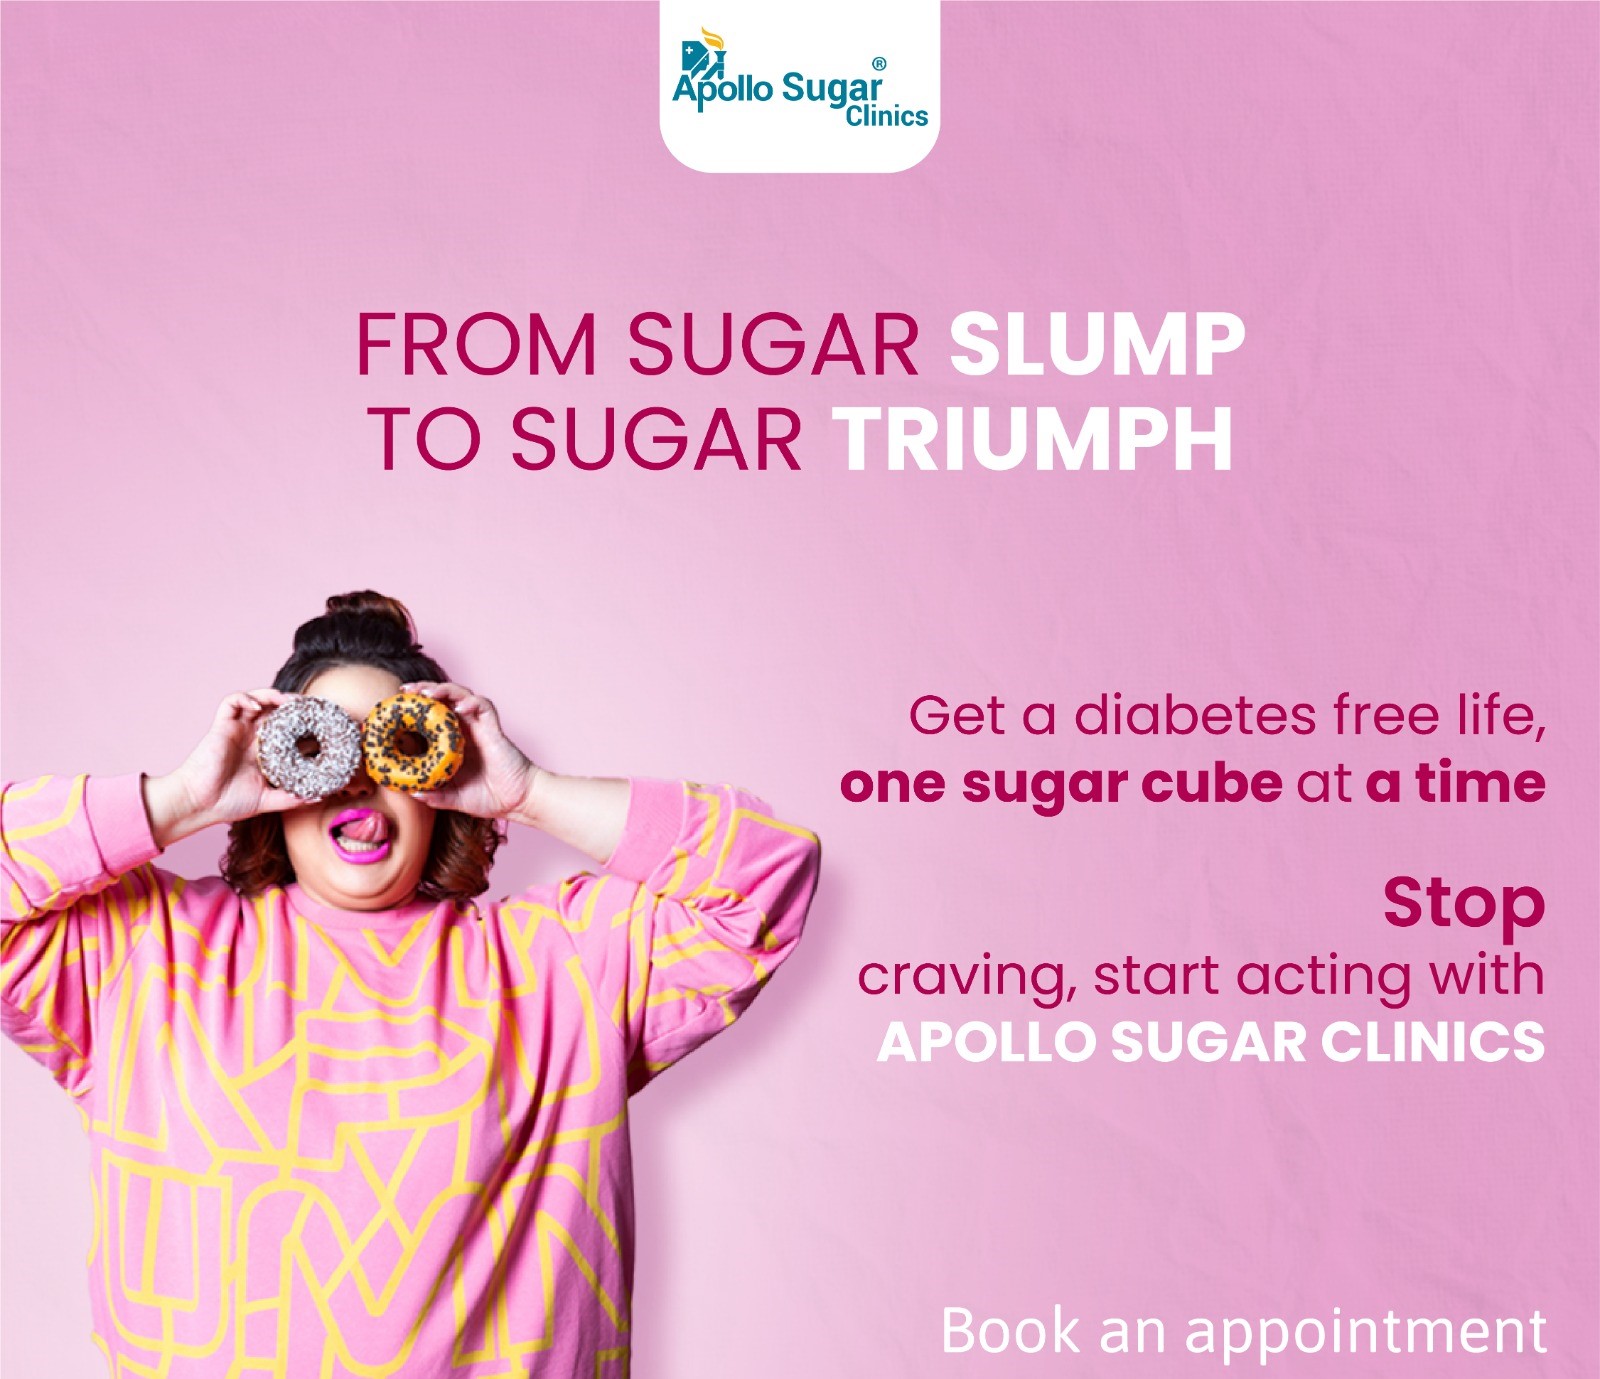 Apollo Sugar®
Clinics
FROM SUGAR SLUMP
TO SUGAR TRIUMPH
Get a diabetes free life,
one sugar cube at a time
Stop
craving, start acting with
APOLLO SUGAR CLINICS
Book an appointment